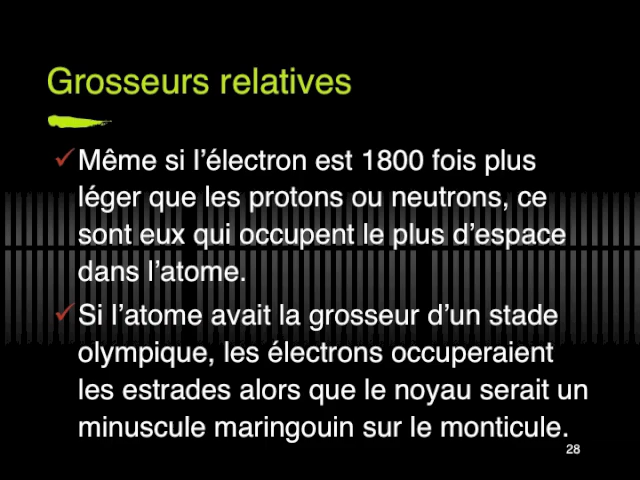 Grosseurs relatives
Même si l’électron est 1800 fois plus
léger que les protons ou neutrons, ce
sont eux qui occupent le plus d’espace
dans l’atome.
Si l’atome avait la grosseur d’un stade
olympique, les électrons occuperaient
les estrades alors que le noyau serait un
minuscule maringouin sur le monticule.
28